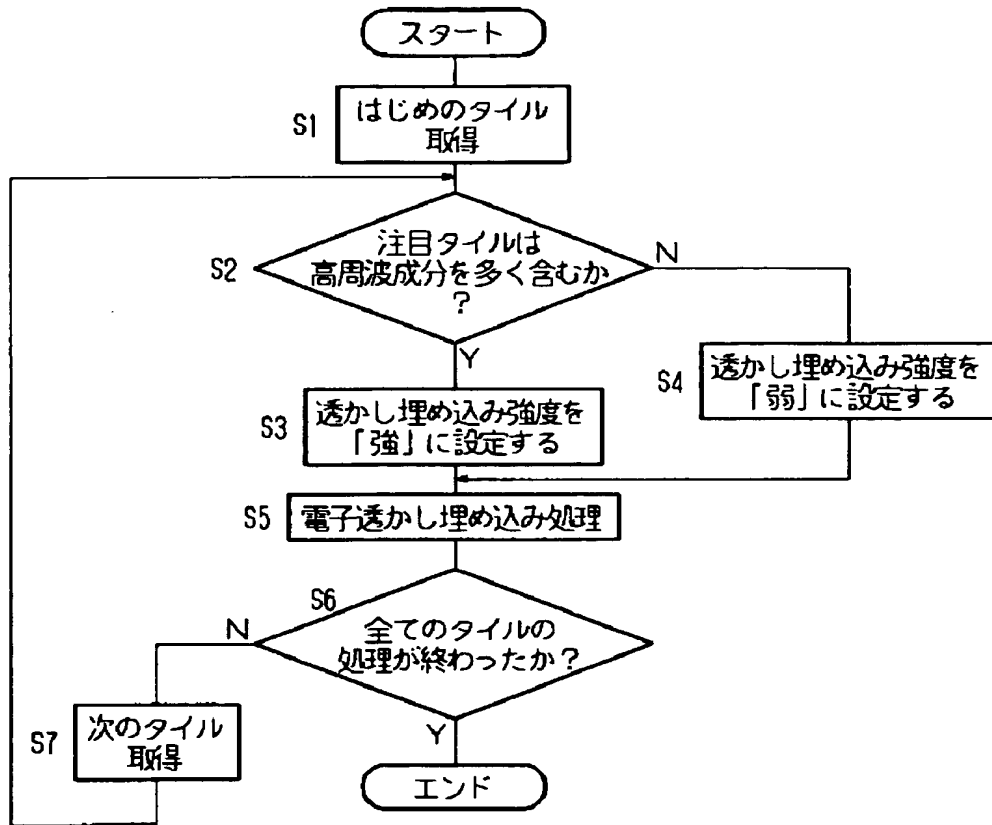 スタート
S1
はじめのタイル
取得
S2
注目タイルは
高周波成分を多く含むか
?
N
Y
S4
透かし埋め込み強度を
「弱」に設定する
S3
透かし埋め込み強度を
「強」に設定する
S5
電子透かし埋め込み処理
S6
全てのタイルの
処理が終わったか?
N
Y
S7
次のタイル
取得
エンド